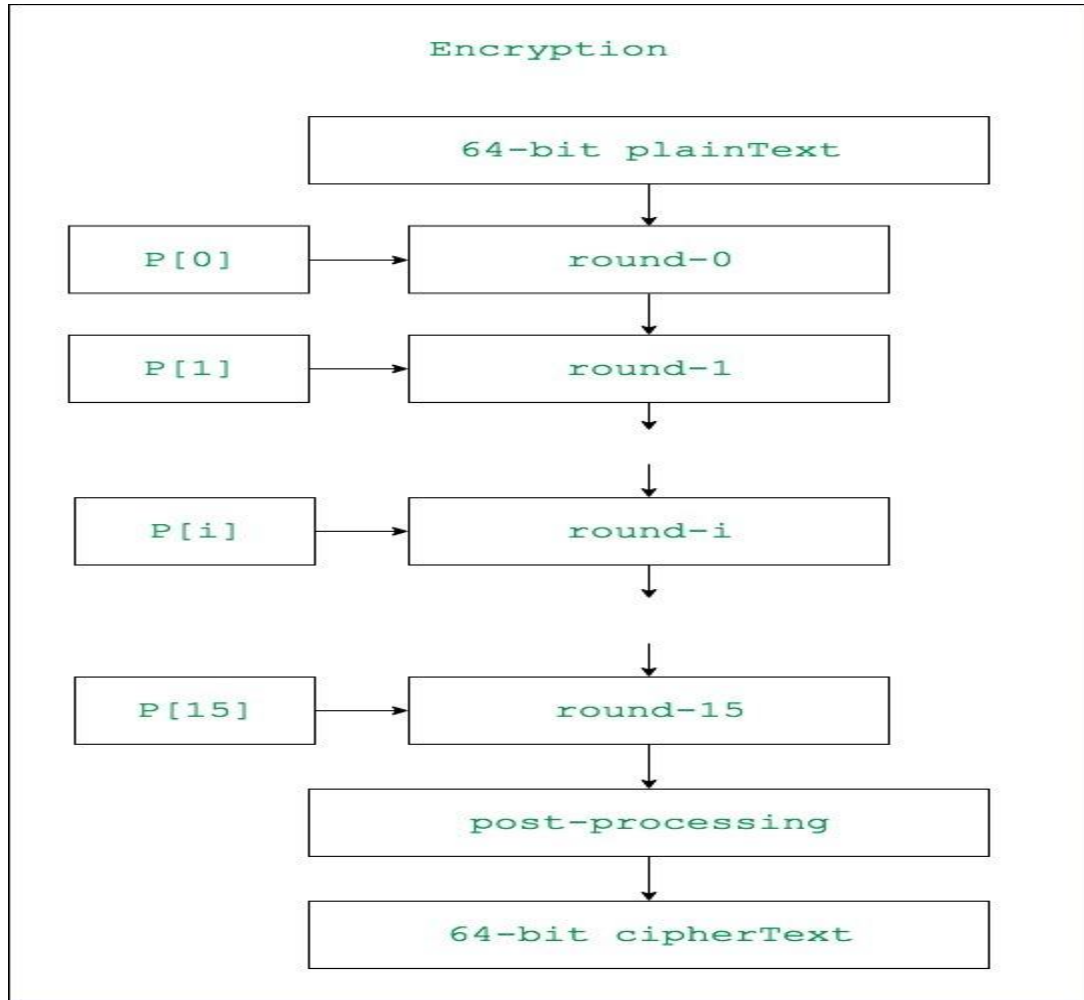 Encryption
64-bit plainText
P[0]
round-0
P[1]
round-1
P[i]
round-i
P[15]
round-15
post-processing
64-bit cipherText